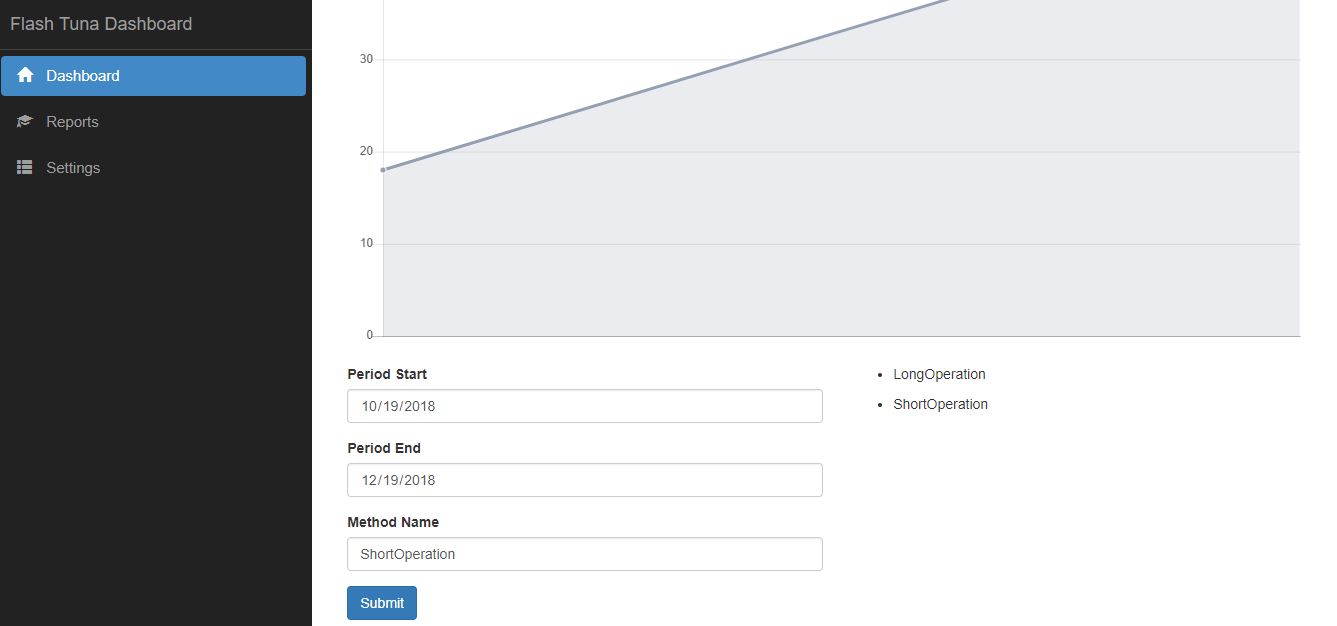 Flash Tuna Dashboard
Dashboard
Reports
Settings
30
20
10
0
Period Start
10/19/2018
Period End
12/19/2018
Method Name
ShortOperation
Submit
LongOperation
ShortOperation